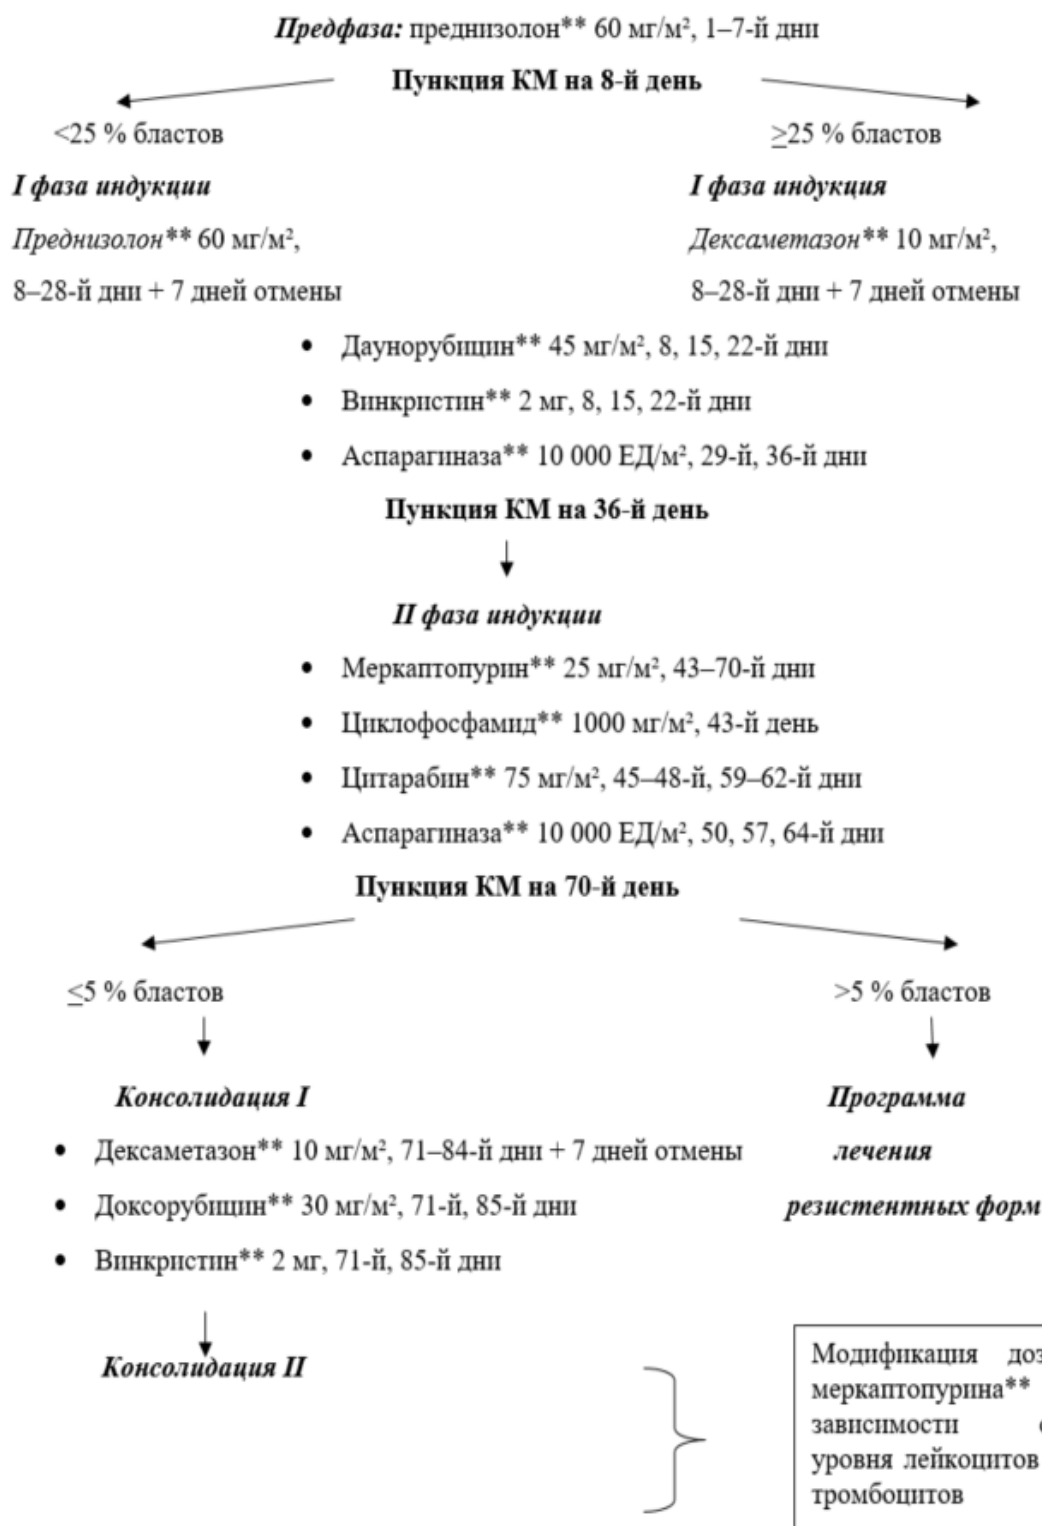 Предфаза: преднизолон** 60 мг/м², 1–7-й дни
Пункция КМ на 8-й день
<25 % бластов
≥25 % бластов
I фаза индукции
I фаза индукция
Преднизолон** 60 мг/м²,
Дексаметазон** 10 мг/м²,
8–28-й дни + 7 дней отмены
8–28-й дни + 7 дней отмены
• Даунорубицин** 45 мг/м², 8, 15, 22-й дни
• Винкристин** 2 мг, 8, 15, 22-й дни
• Аспарагиназа** 10 000 ЕД/м², 29-й, 36-й дни
Пункция КМ на 36-й день
II фаза индукции
• Меркаптопурин** 25 мг/м², 43–70-й дни
• Циклофосфамид** 1000 мг/м², 43-й день
• Цитарабин** 75 мг/м², 45–48-й, 59–62-й дни
• Аспарагиназа** 10 000 ЕД/м², 50, 57, 64-й дни
Пункция КМ на 70-й день
≤5 % бластов
>5 % бластов
Консолидация I
• Дексаметазон** 10 мг/м², 71–84-й дни + 7 дней отмены
• Доксорубицин** 30 мг/м², 71-й, 85-й дни
• Винкристин** 2 мг, 71-й, 85-й дни
Программа
лечения
резистентных форм
Консолидация II
Модификация доз
меркаптопурина**
зависимости
уровня лейкоцитов
тромбоцитов